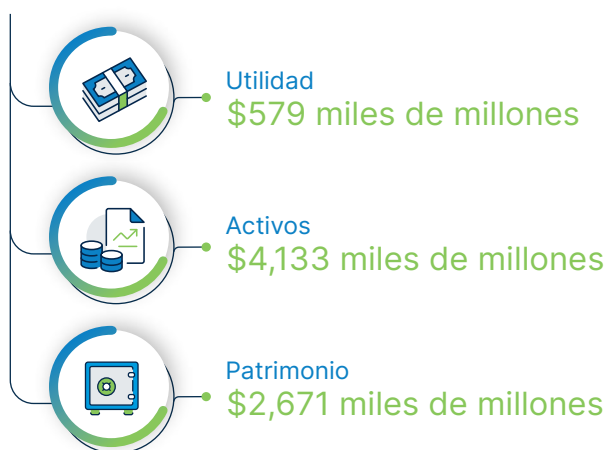 Utilidad
$579 miles de millones
Activos
$4,133 miles de millones
Patrimonio
$2,671 miles de millones